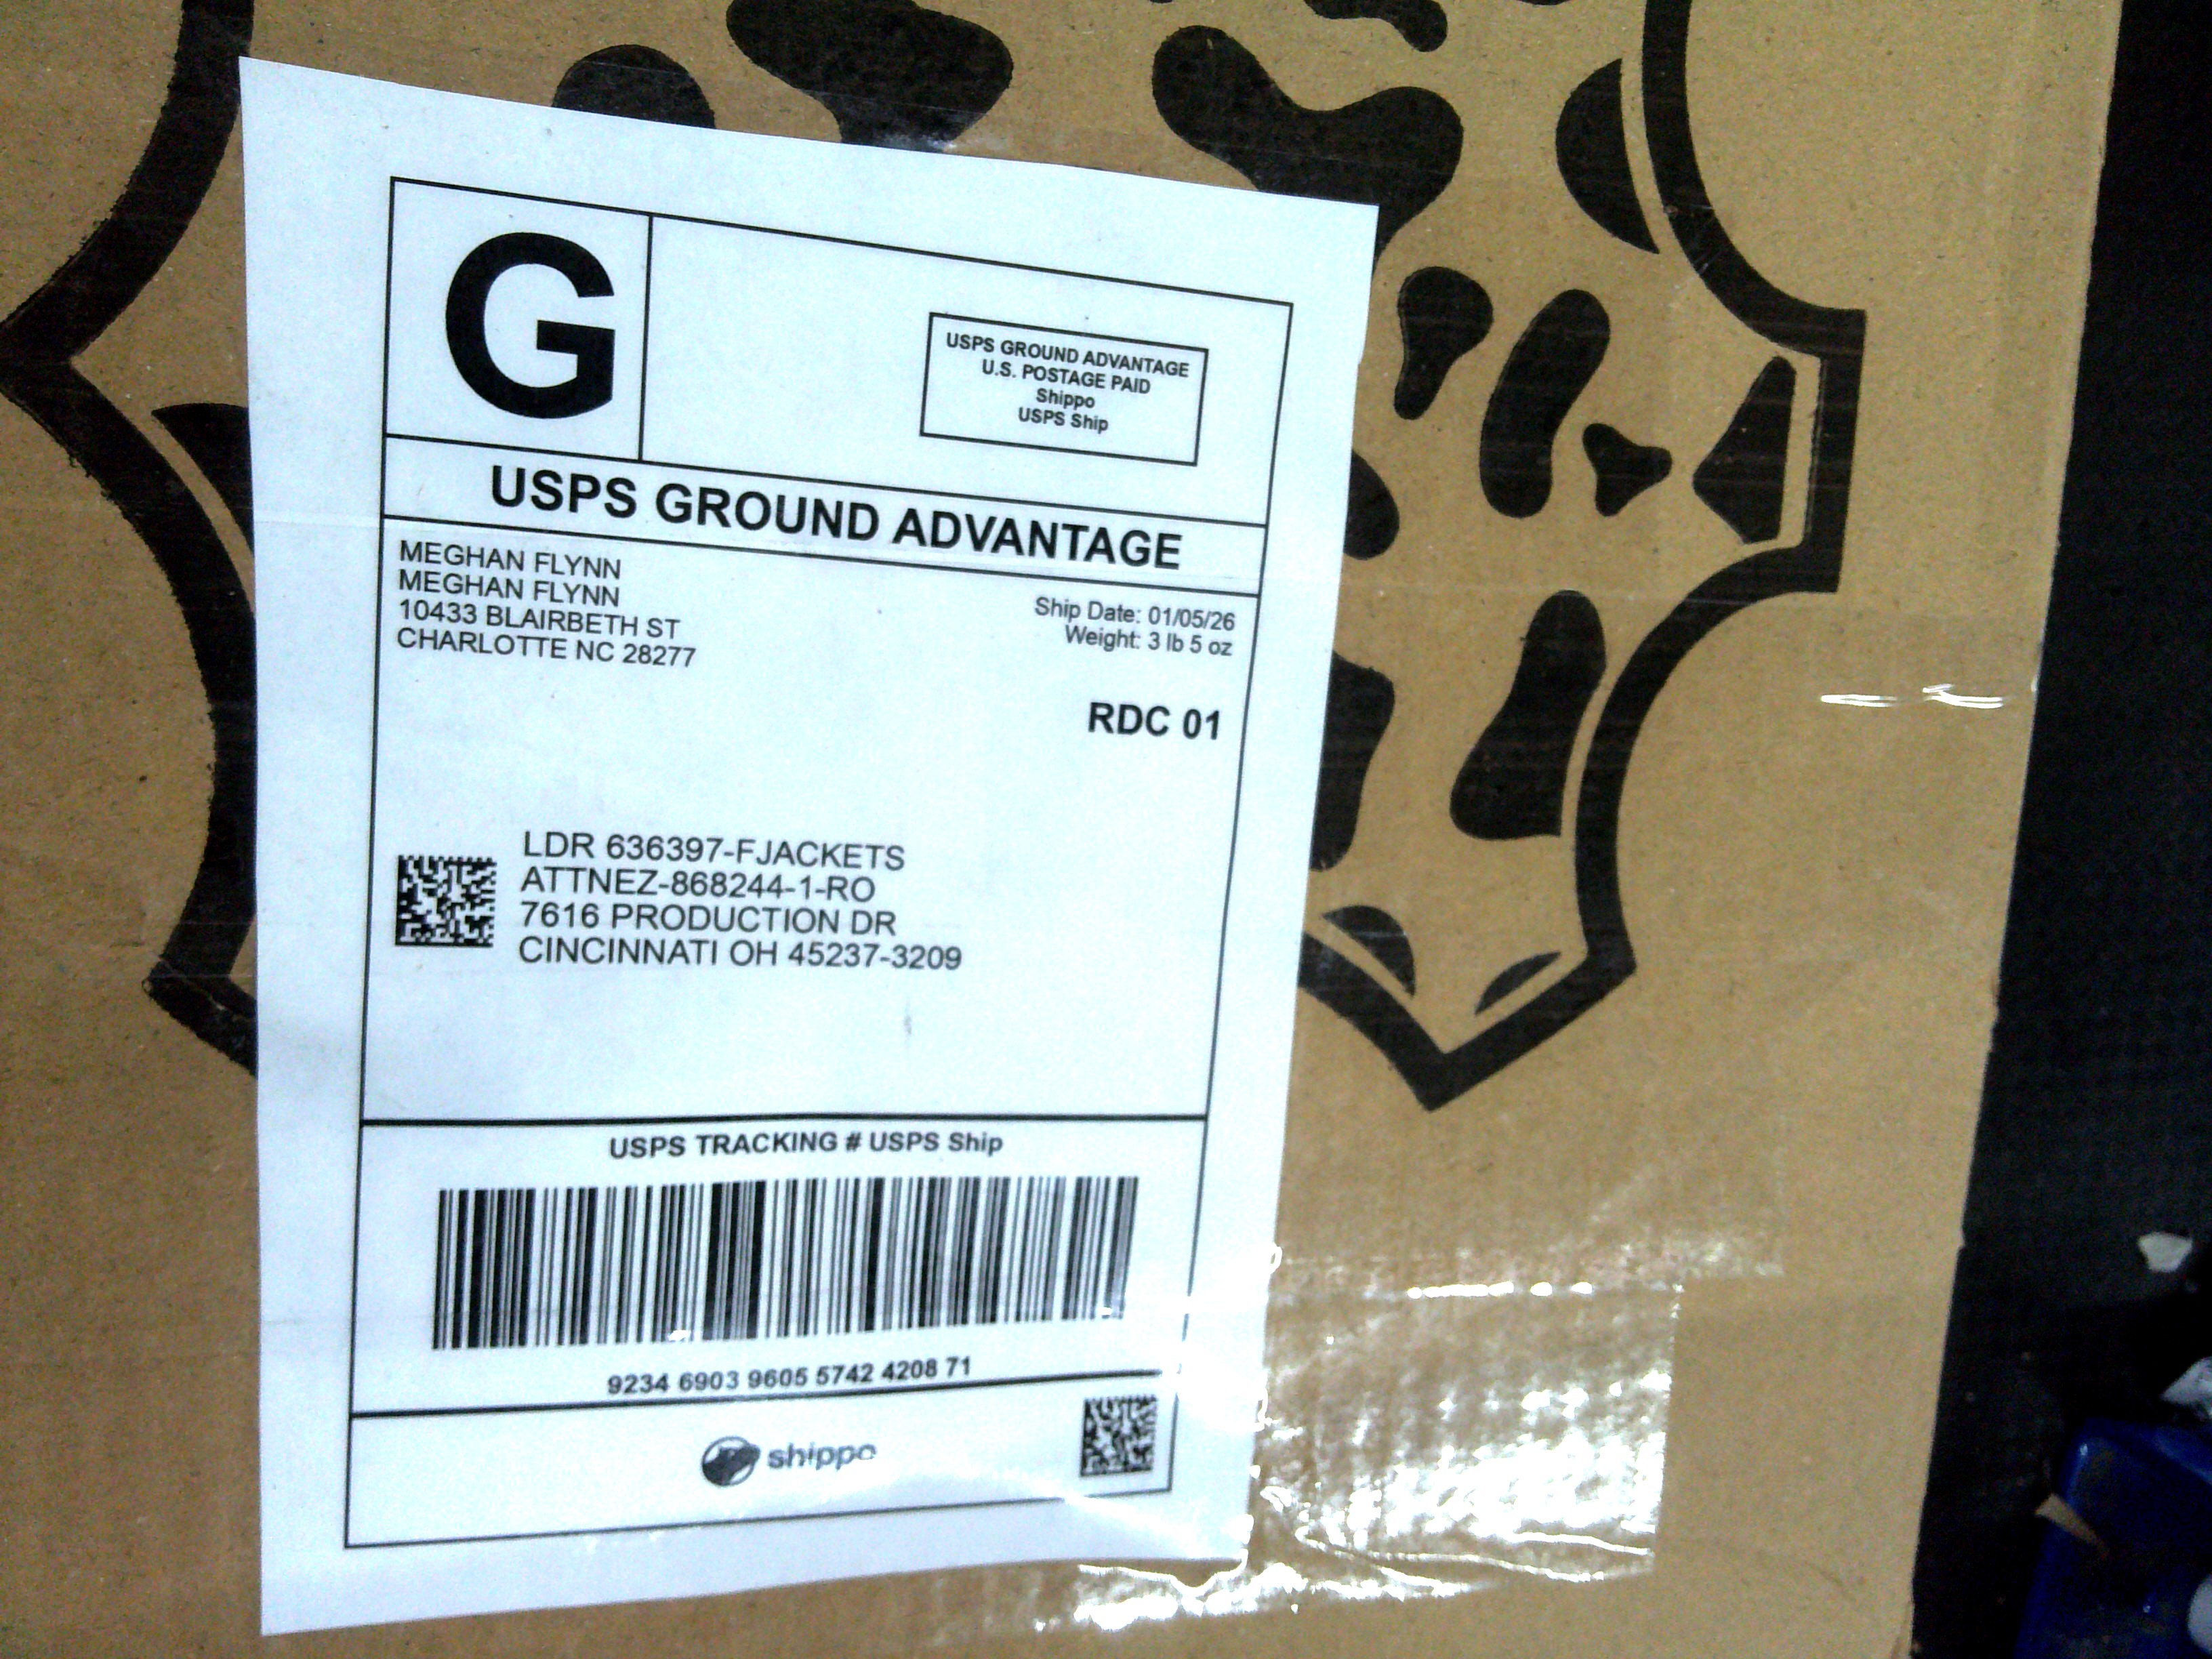 G
USPS GROUND ADVANTAGE
U.S. POSTAGE PAID
Shippo
USPS Ship
USPS GROUND ADVANTAGE
MEGHAN FLYNN
MEGHAN FLYNN
10433 BLAIRBETH ST
CHARLOTTE NC 28277
Ship Date: 01/05/26
Weight: 3 lb 5 oz
RDC 01
LDR 636397-FJACKETS
ATTNEZ-868244-1-RO
7616 PRODUCTION DR
CINCINNATI OH 45237-3209
USPS TRACKING # USPS Ship
9234 6903 9605 5742 4208 71
shippo